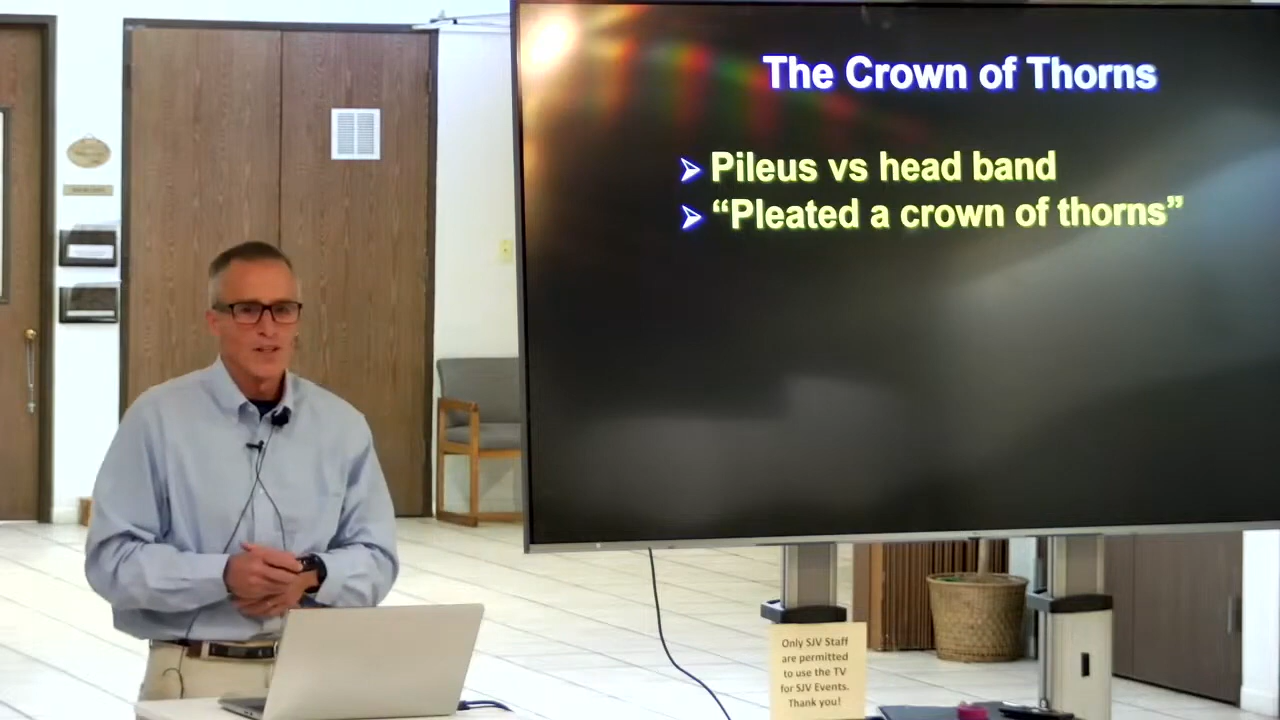 The Crown of Thorns
Pileus vs head band
“Pleated a crown of thorns”
Only SJV Staff
are permitted
to use the TV
for SJV Events.
Thank you!